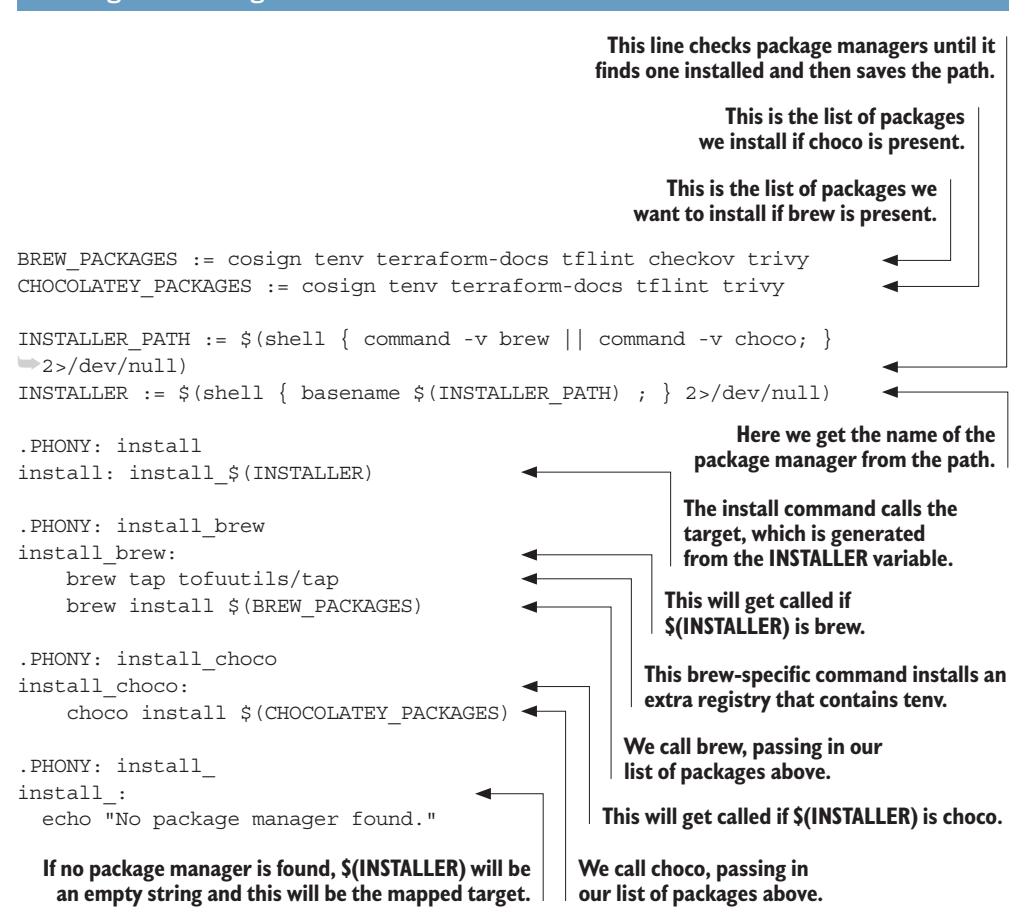 This line checks package managers until it
finds one installed and then saves the path.
This is the list of packages
we install if choco is present.
This is the list of packages we
want to install if brew is present.
BREW_PACKAGES := cosign tenv terraform-docs tflint checkov trivy
CHOCOLATEY_PACKAGES := cosign tenv terraform-docs tflint trivy
INSTALLER_PATH := $(shell { command -v brew || command -v choco; }
➥2>/dev/null)
INSTALLER := $(shell { basename $(INSTALLER_PATH) ; } 2>/dev/null)
Here we get the name of the
package manager from the path.
.PHONY: install
install: install_$(INSTALLER)
The install command calls the
target, which is generated
from the INSTALLER variable.
.PHONY: install_brew
install_brew:
    brew tap tofuutils/tap
    brew install $(BREW_PACKAGES)
This will get called if
$(INSTALLER) is brew.
This brew-specific command installs an
extra registry that contains tenv.
.PHONY: install_choco
install_choco:
    choco install $(CHOCOLATEY_PACKAGES)
We call brew, passing in our
list of packages above.
.PHONY: install_
install_:
  echo "No package manager found."
This will get called if $(INSTALLER) is choco.
If no package manager is found, $(INSTALLER) will be
an empty string and this will be the mapped target.
We call choco, passing in
our list of packages above.